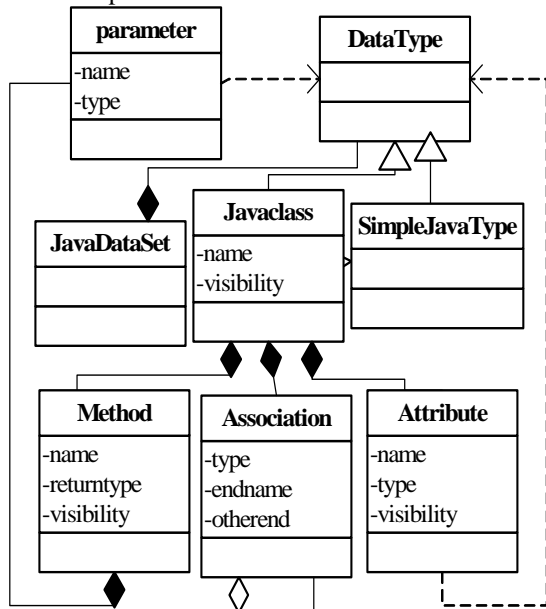 parameter
-name
-type
DataType
JavaDataSet
Javaclass
-name
-visibility
SimpleJavaType
Method
-name
-returntype
-visibility
Association
-type
-endname
-otherend
Attribute
-name
-type
-visibility